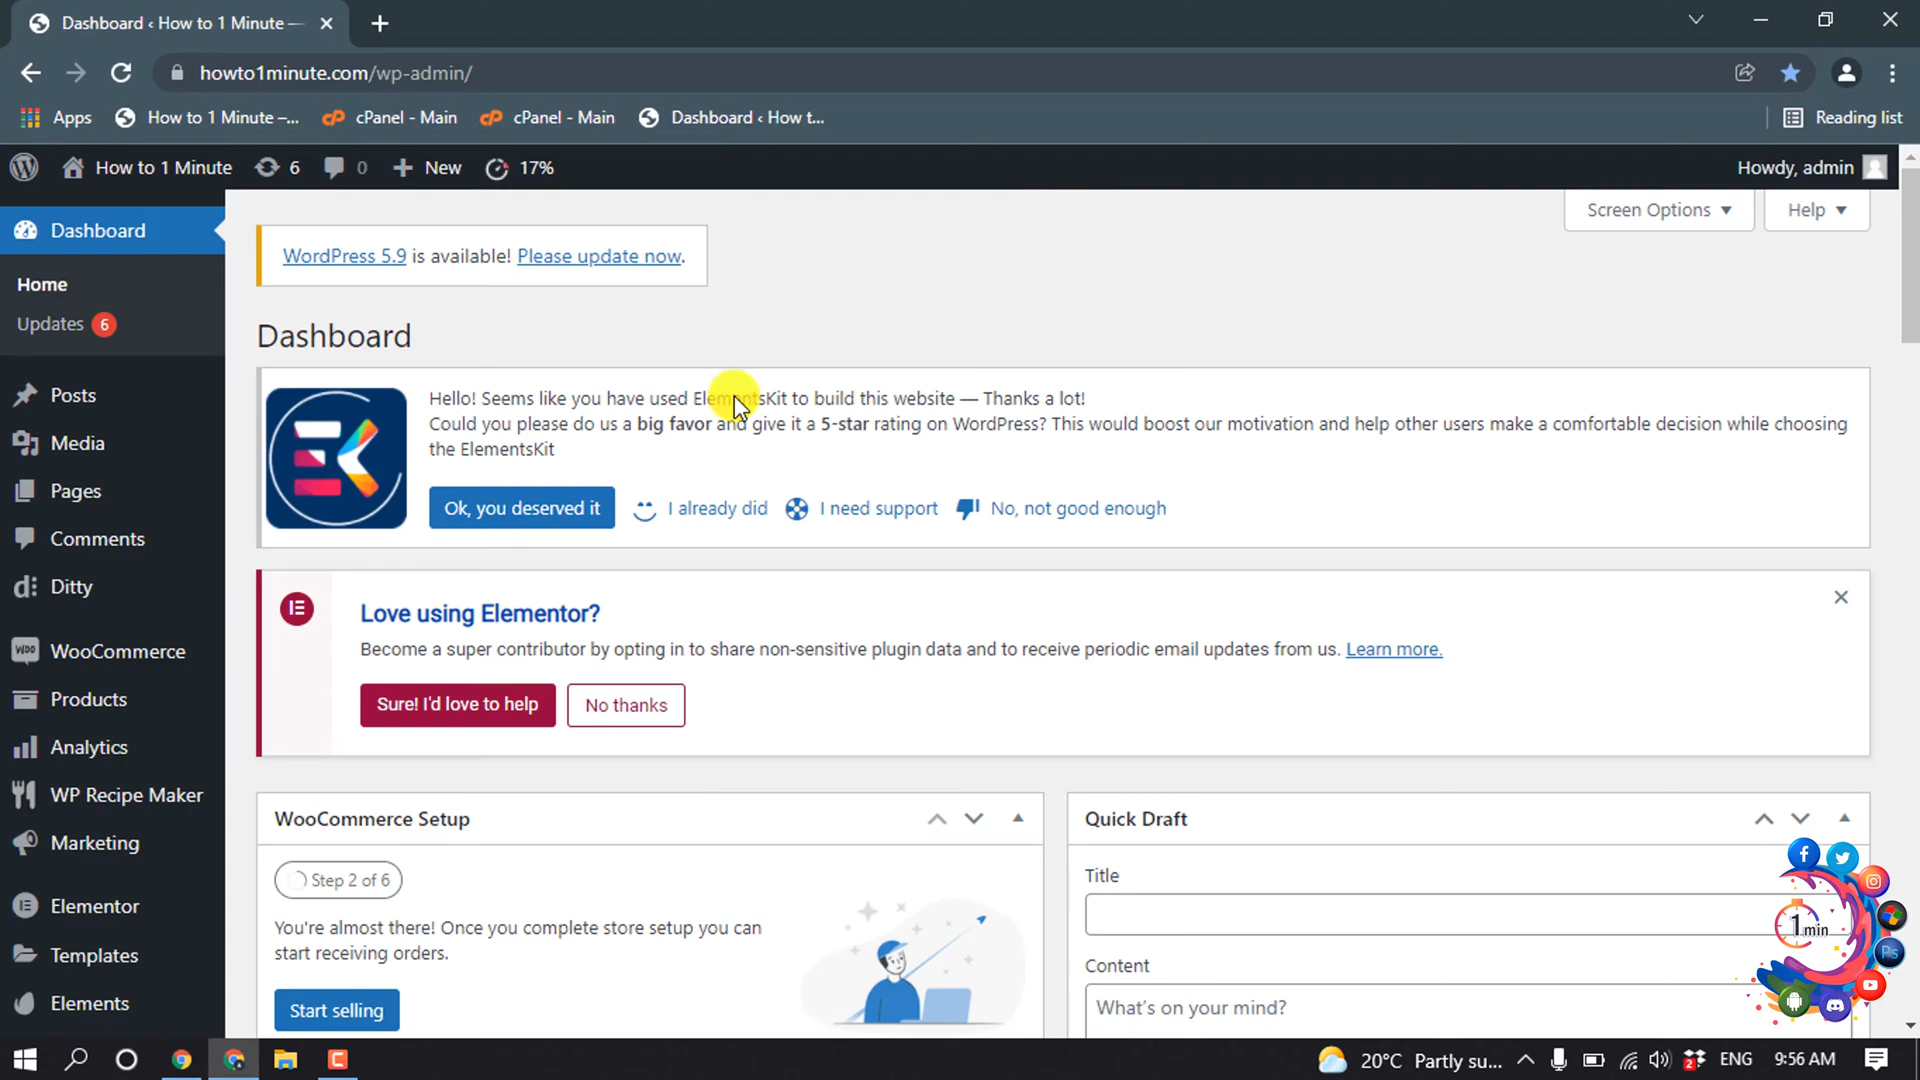 Dashboard ‹ How to 1 Minute —
howto1minute.com/wp-admin/
Apps
How to 1 Minute –...
cPanel - Main
cPanel - Main
Dashboard ‹ How t...
Reading list
How to 1 Minute
6
0
New
17%
Howdy, admin
Screen Options
Help
Dashboard
Home
Updates 6
Posts
Media
Pages
Comments
Ditty
WooCommerce
Products
Analytics
WP Recipe Maker
Marketing
Elementor
Templates
Elements
WordPress 5.9 is available! Please update now.
Dashboard
Hello! Seems like you have used ElementsKit to build this website — Thanks a lot!
Could you please do us a big favor and give it a 5-star rating on WordPress? This would boost our motivation and help other users make a comfortable decision while choosing
the ElementsKit
Ok, you deserved it
I already did
I need support
No, not good enough
Love using Elementor?
Become a super contributor by opting in to share non-sensitive plugin data and to receive periodic email updates from us. Learn more.
Sure! I'd love to help
No thanks
WooCommerce Setup
Step 2 of 6
You're almost there! Once you complete store setup you can
start receiving orders.
Start selling
Quick Draft
Title
Content
What's on your mind?
1 min
Ps
20°C Partly su...
2
ENG
9:56 AM